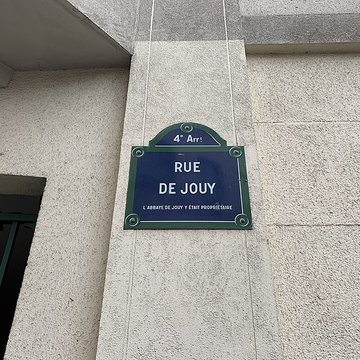 4e Arrt
RUE
DE JOUY
L'ABBAYE DE JOUY Y ÉTAIT PROPRIÉTAIRE